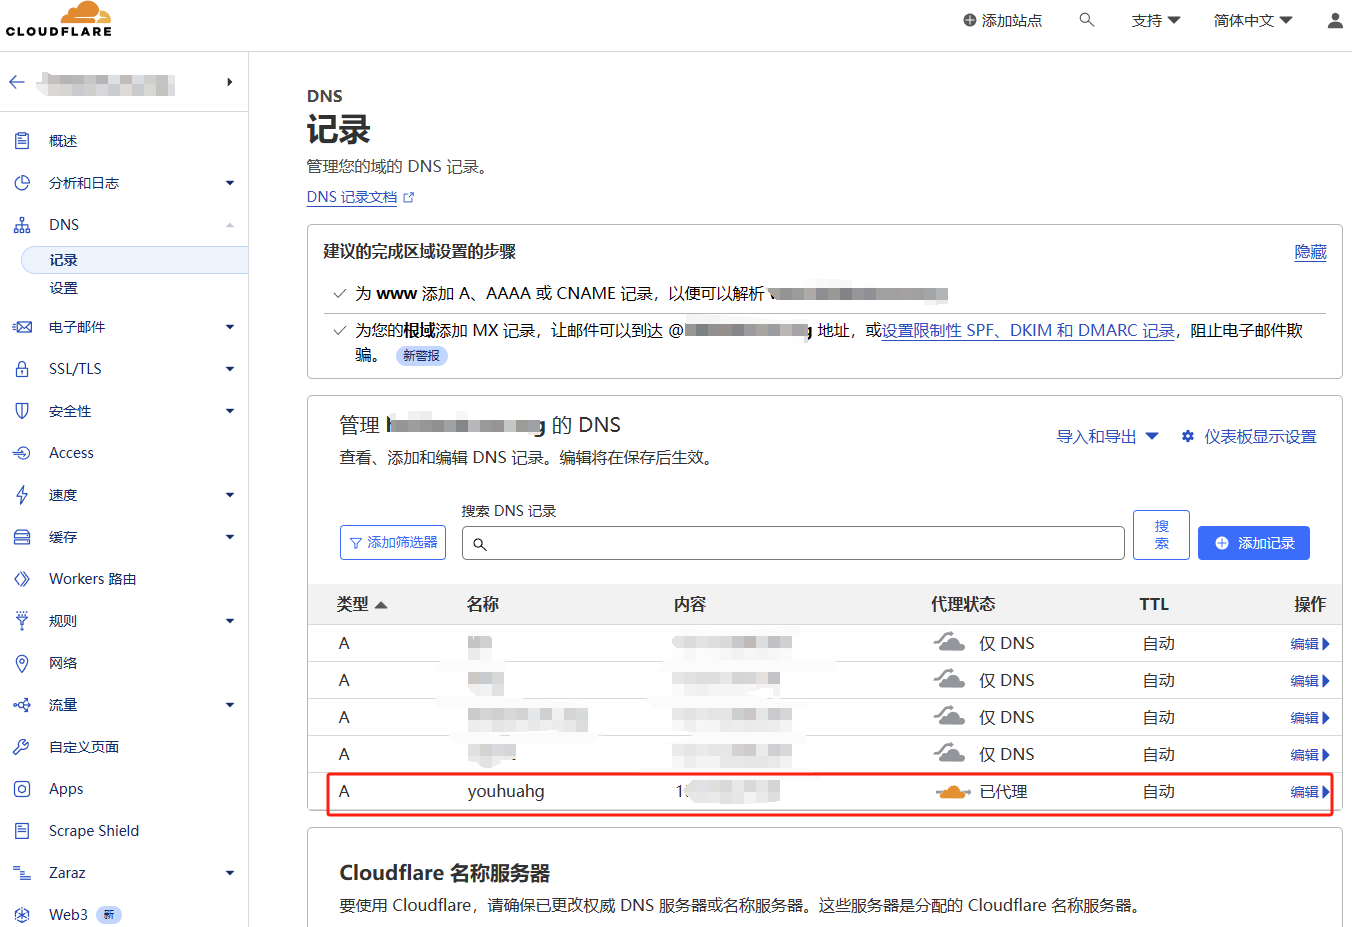 CLOUDFLARE
添加站点
支持
简体中文
概述
分析和日志
DNS
记录
设置
电子邮件
SSL/TLS
安全性
Access
速度
缓存
Workers 路由
规则
网络
流量
自定义页面
Apps
Scrape Shield
Zaraz
Web3 新
DNS
记录
管理您的域的 DNS 记录。
DNS 记录文档
建议的完成区域设置的步骤
隐藏
为 www 添加 A、AAAA 或 CNAME 记录，以便可以解析
为您的根域添加 MX 记录，让邮件可以到达 @ 地址，或设置限制性 SPF、DKIM 和 DMARC 记录，阻止电子邮件欺
骗。 新警报
管理 的 DNS
查看、添加和编辑 DNS 记录。编辑将在保存后生效。
导入和导出
仪表板显示设置
搜索 DNS 记录
添加筛选器
搜
索
添加记录
类型 名称 内容 代理状态 TTL 操作
A 仅 DNS 自动 编辑
A 仅 DNS 自动 编辑
A 仅 DNS 自动 编辑
A 仅 DNS 自动 编辑
A youhuahg 已代理 自动 编辑
Cloudflare 名称服务器
要使用 Cloudflare，请确保已更改权威 DNS 服务器或名称服务器。这些服务器是分配的 Cloudflare 名称服务器。